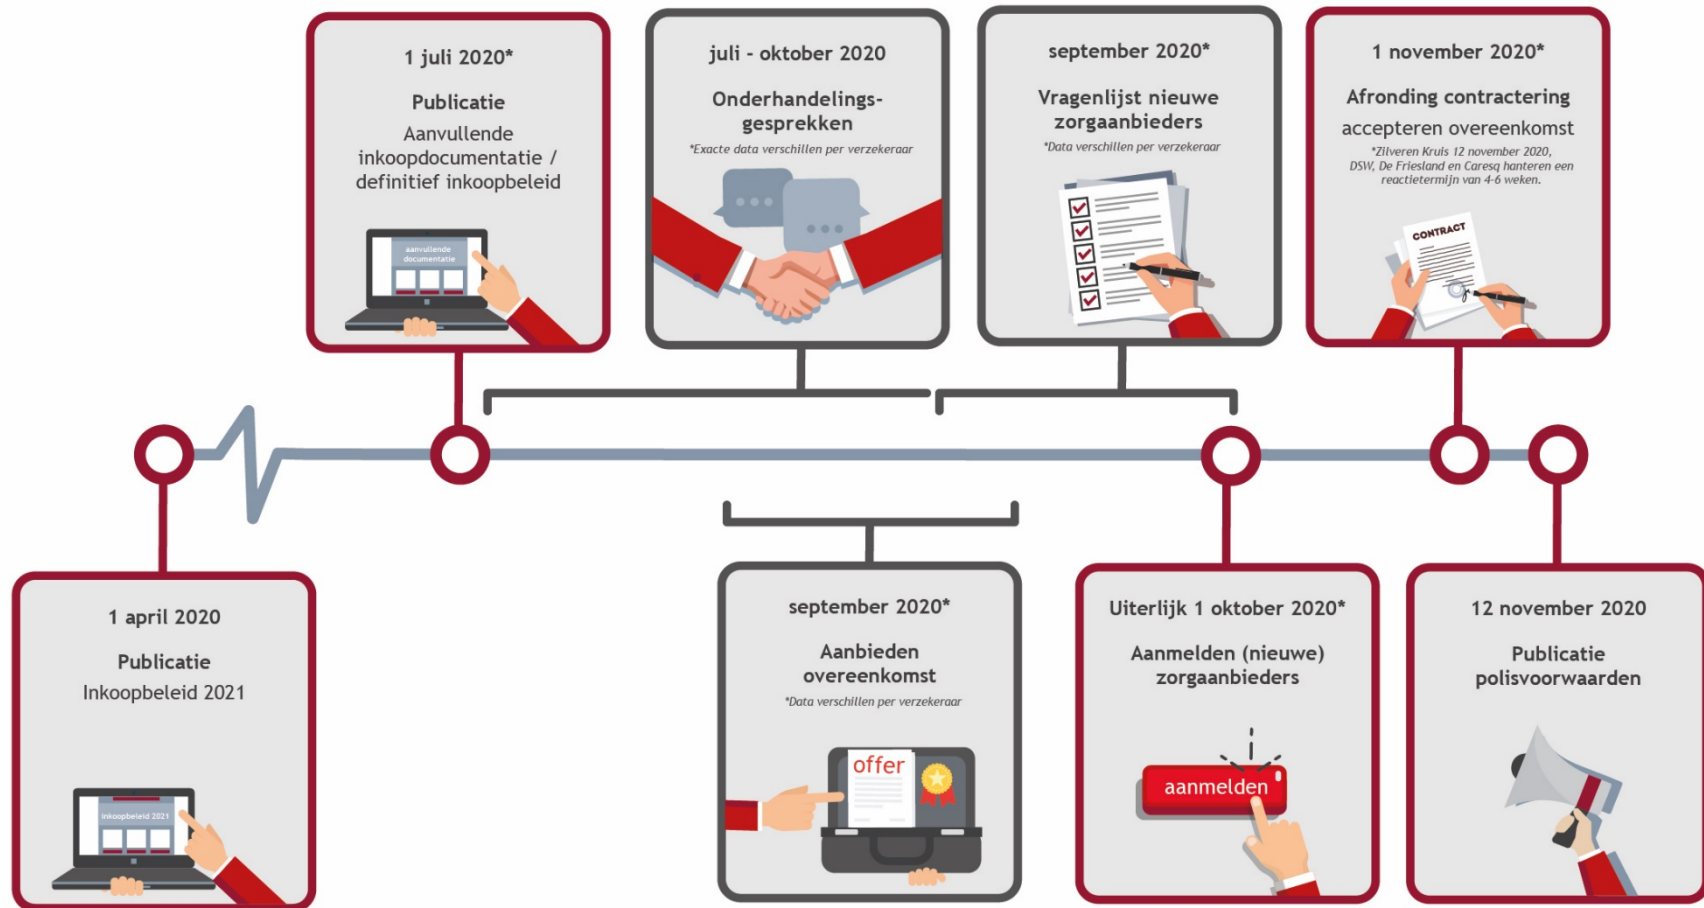 1 juli 2020*
Publicatie
Aanvullende
inkoopdocumentatie /
definitief inkoopbeleid
aanvullende
documentatie
juli - oktober 2020
Onderhandelings-
gesprekken
*Exacte data verschillen per verzekeraar
september 2020*
Vragenlijst nieuwe
zorgaanbieders
*Data verschillen per verzekeraar
1 november 2020*
Afronding contractering
accepteren overeenkomst
*Zilveren Kruis 12 november 2020,
DSW, De Friesland en Caresq hanteren een
reactietermijn van 4-6 weken.
CONTRACT
1 april 2020
Publicatie
Inkoopbeleid 2021
inkoopbeleid 2021
september 2020*
Aanbieden
overeenkomst
*Data verschillen per verzekeraar
offer
Uiterlijk 1 oktober 2020*
Aanmelden (nieuwe)
zorgaanbieders
aanmelden
12 november 2020
Publicatie
polisvoorwaarden